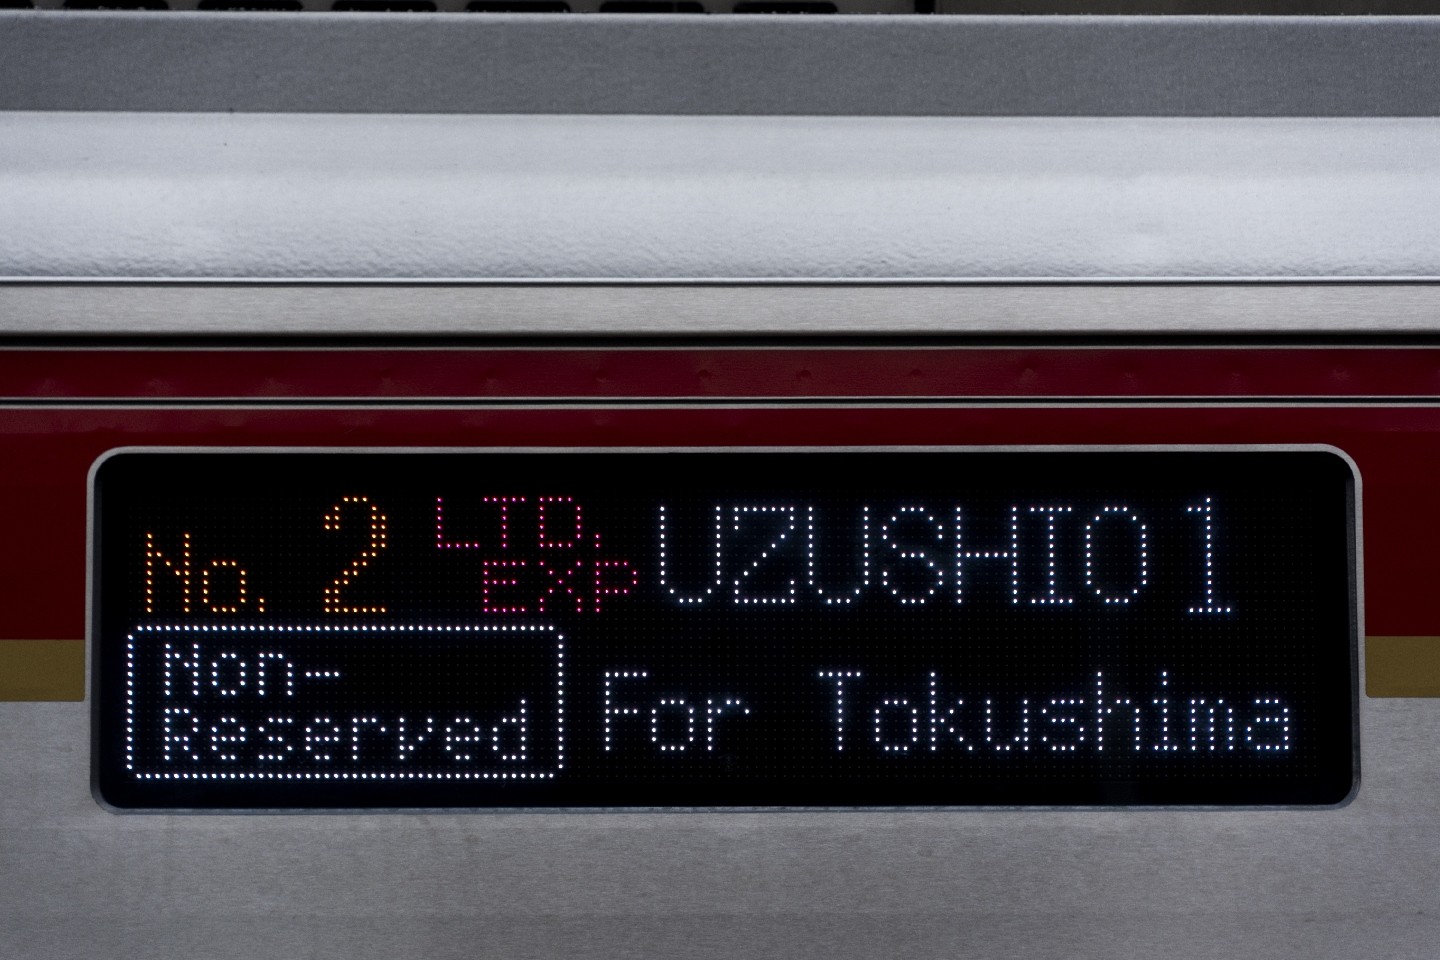 No. 2 LTD. EXP UZUSHIO 1
Non-
Reserved
For Tokushima